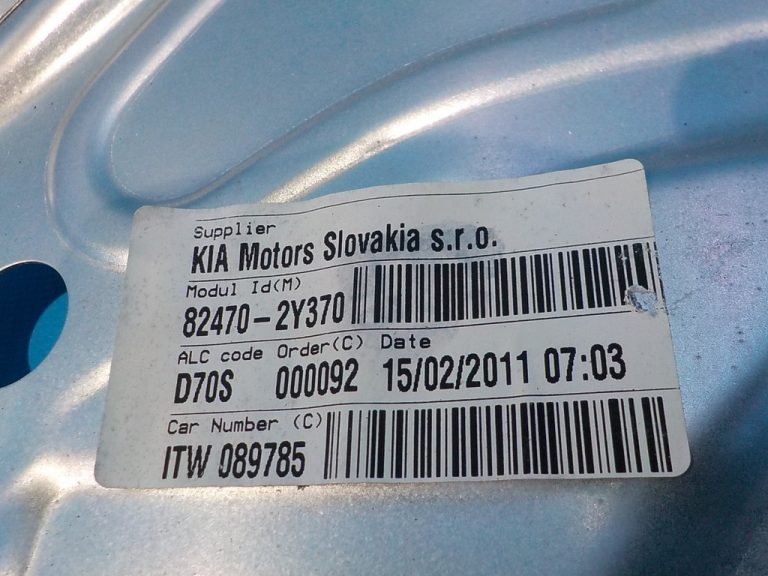 Supplier
KIA Motors Slovakia s.r.o.
Modul Id(M)
82470-2Y370
ALC code Order(C) Date
D70S 000092 15/02/2011 07:03
Car Number (C)
ITW 089785